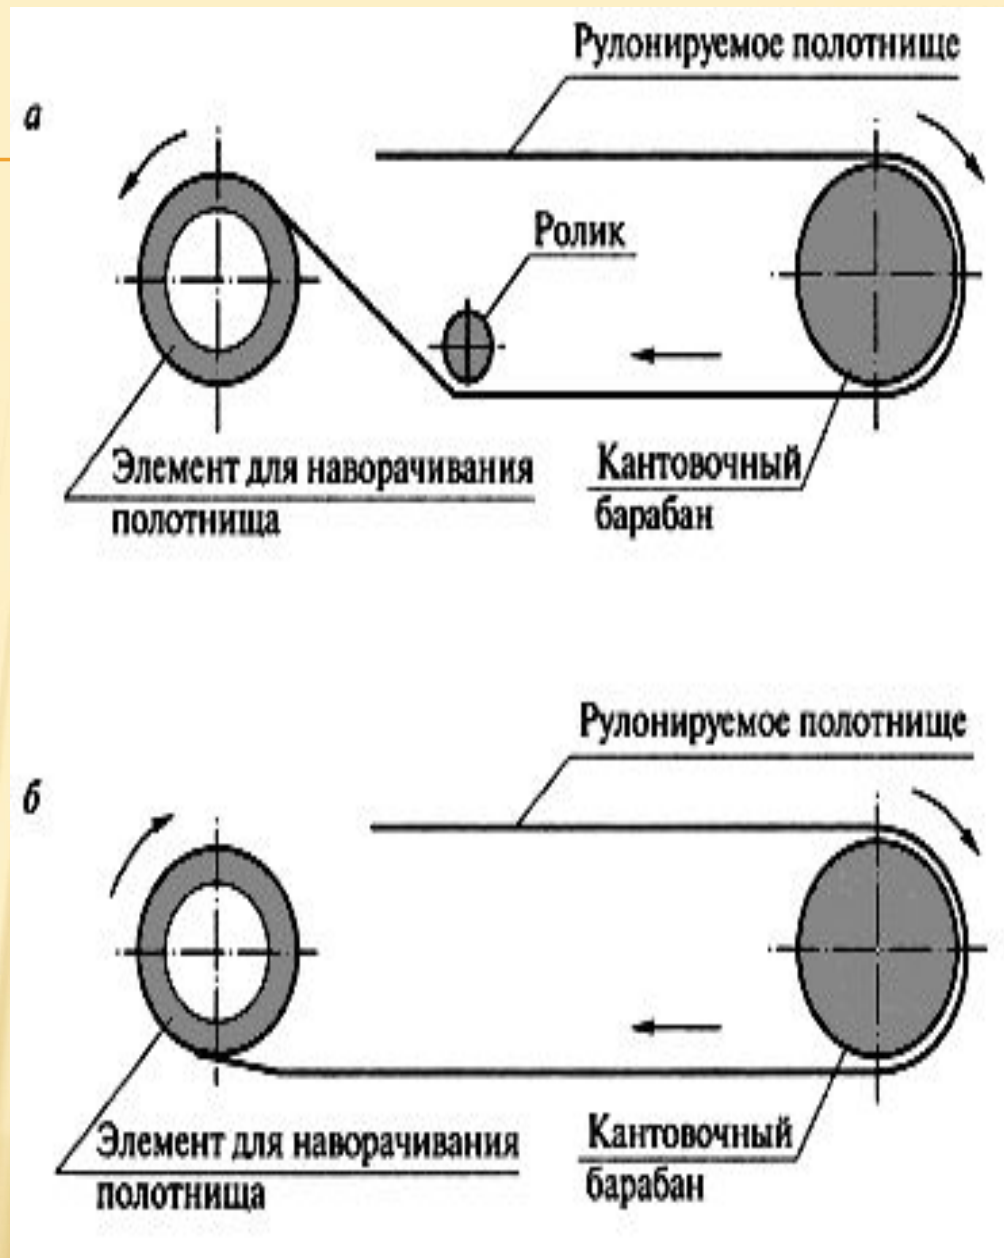 а
Рулонируемое полотнище
Ролик
Элемент для наворачивания
полотнища
Кантовочный
барабан
б
Рулонируемое полотнище
Элемент для наворачивания
полотнища
Кантовочный
барабан